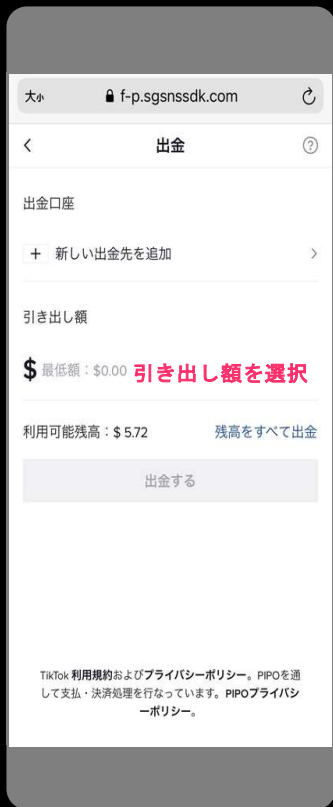 大小 f-p.sgsnssdk.com
出金
出金口座
+ 新しい出金先を追加
引き出し額
$ 最低額：$0.00 引き出し額を選択
利用可能残高：$ 5.72 残高をすべて出金
出金する
TikTok 利用規約およびプライバシーポリシー。PIPOを通
して支払・決済処理を行なっています。PIPOプライバシ
ーポリシー。